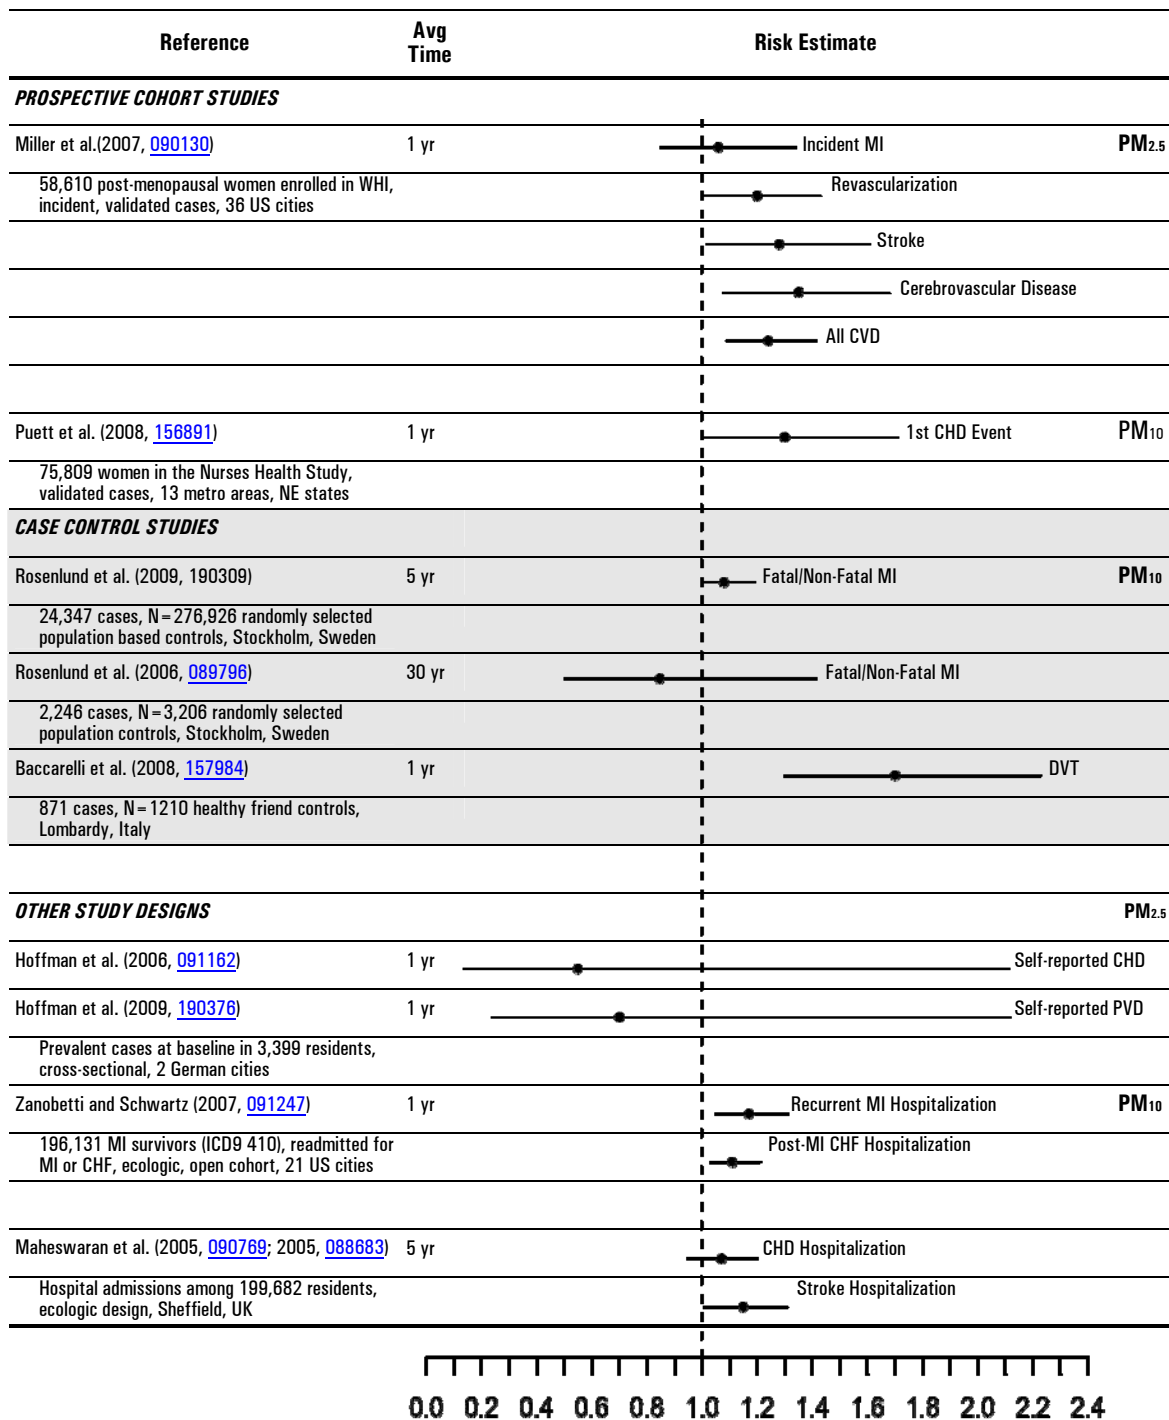 Reference Avg Time Risk Estimate
PROSPECTIVE COHORT STUDIES
Miller et al.(2007, 090130) 1 yr Incident MI PM2.5
58,610 post-menopausal women enrolled in WHI,
incident, validated cases, 36 US cities
Revascularization
Stroke
Cerebrovascular Disease
All CVD
Puett et al. (2008, 156891) 1 yr 1st CHD Event PM10
75,809 women in the Nurses Health Study,
validated cases, 13 metro areas, NE states
CASE CONTROL STUDIES
Rosenlund et al. (2009, 190309) 5 yr Fatal/Non-Fatal MI PM10
24,347 cases, N=276,926 randomly selected
population based controls, Stockholm, Sweden
Rosenlund et al. (2006, 089796) 30 yr Fatal/Non-Fatal MI
2,246 cases, N=3,206 randomly selected
population controls, Stockholm, Sweden
Baccarelli et al. (2008, 157984) 1 yr DVT
871 cases, N=1210 healthy friend controls,
Lombardy, Italy
OTHER STUDY DESIGNS PM2.5
Hoffman et al. (2006, 091162) 1 yr Self-reported CHD
Hoffman et al. (2009, 190376) 1 yr Self-reported PVD
Prevalent cases at baseline in 3,399 residents,
cross-sectional, 2 German cities
Zanobetti and Schwartz (2007, 091247) 1 yr Recurrent MI Hospitalization PM10
196,131 MI survivors (ICD9 410), readmitted for
MI or CHF, ecologic, open cohort, 21 US cities
Post-MI CHF Hospitalization
Maheswaran et al. (2005, 090769; 2005, 088683) 5 yr CHD Hospitalization
Hospital admissions among 199,682 residents,
ecologic design, Sheffield, UK
Stroke Hospitalization
0.0 0.2 0.4 0.6 0.8 1.0 1.2 1.4 1.6 1.8 2.0 2.2 2.4